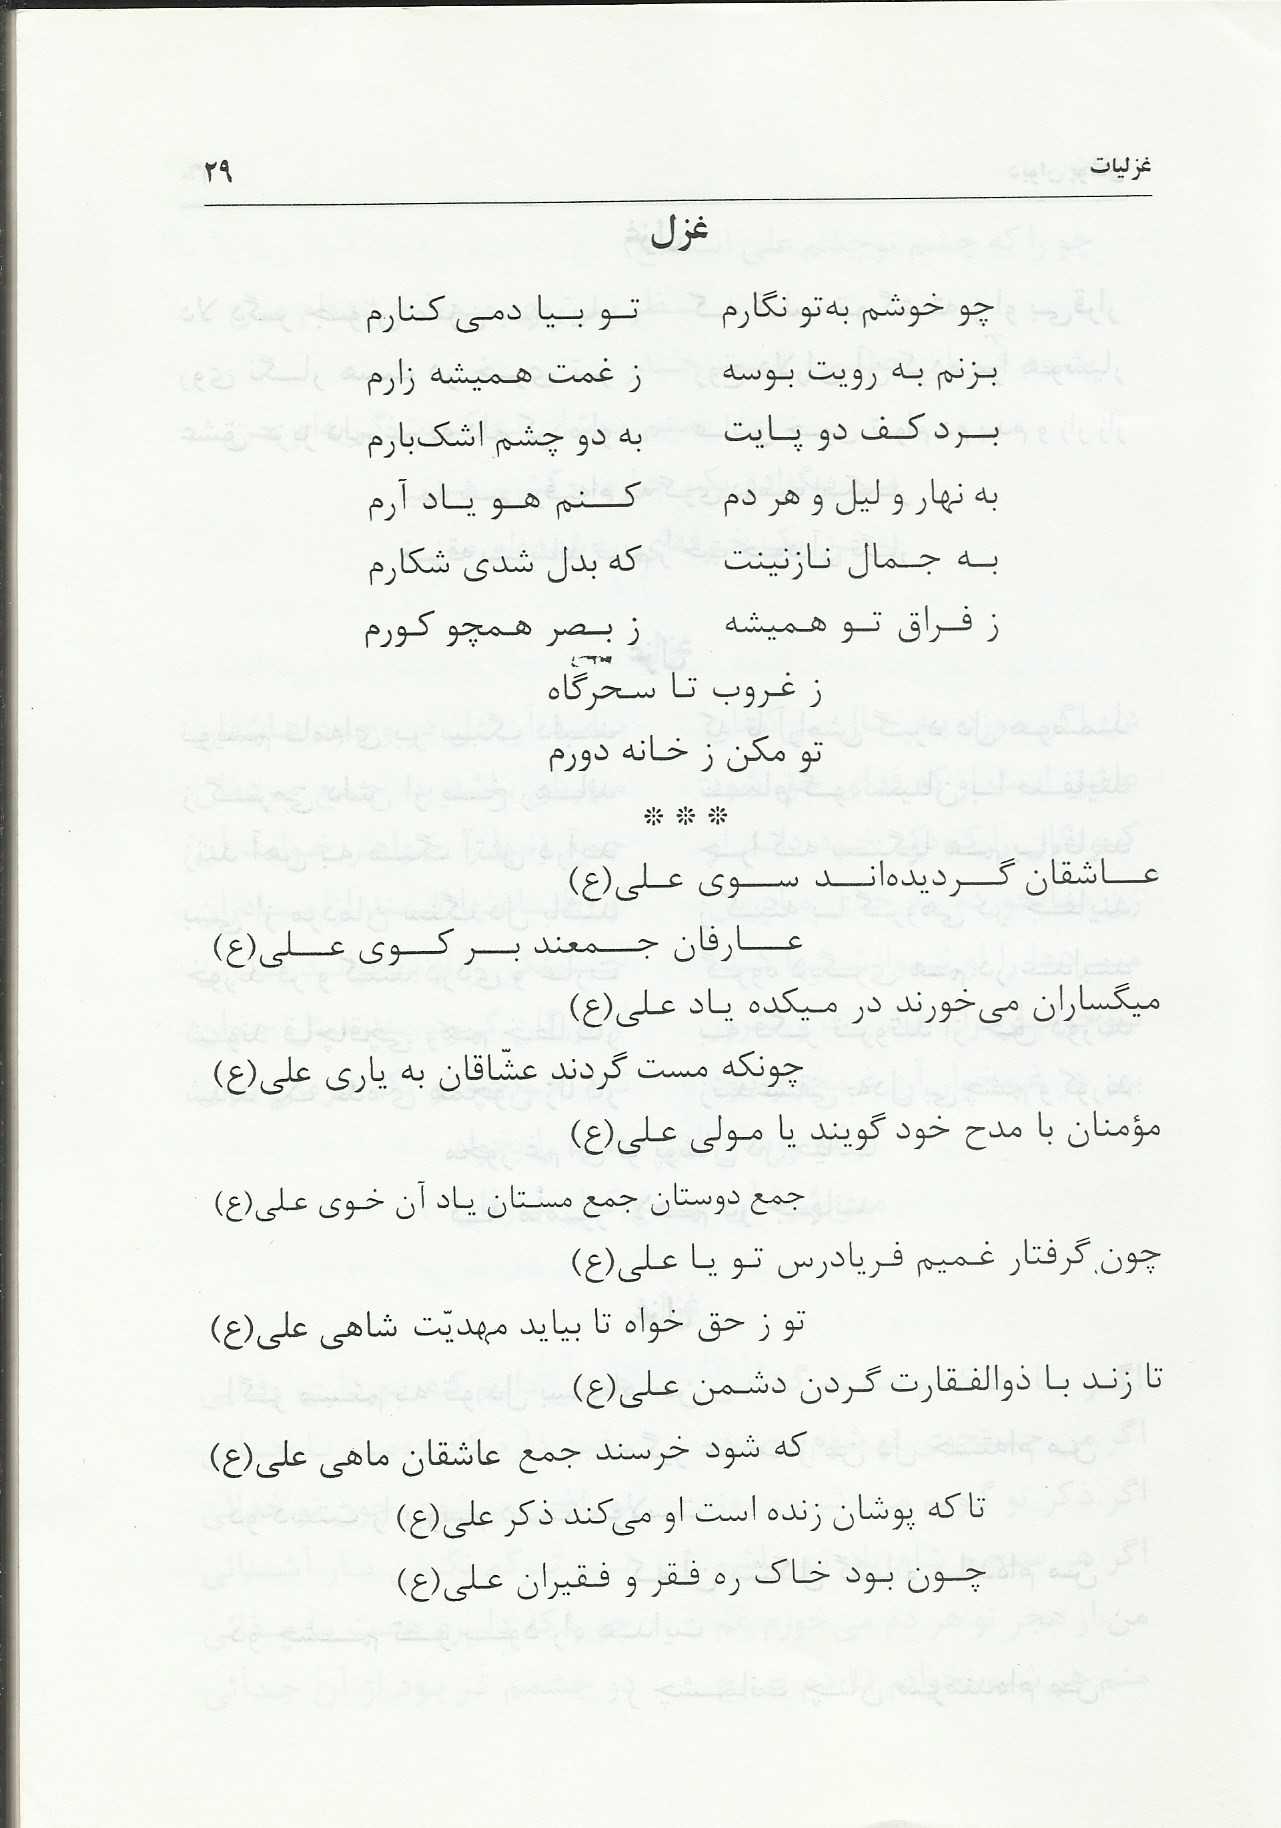 غزلیات ۲۹
غزل
چو خوشم به‌تو نگارم تو بیا دمی کنارم
بزنم به رویت بوسه ز غمت همیشه زارم
برد کف دو پایت به دو چشم اشک‌بارم
به نهار و لیل و هر دم کنم هو یاد آرم
به جمال نازنینت که بدل شدی شکارم
ز فراق تو همیشه ز بصر همچو کورم
ز غروب تا سحرگاه
تو مکن ز خانه دورم
* * *
عاشقان گردیده‌اند سوی علی(ع)
عارفان جمعند بر کوی علی(ع)
میگساران می‌خورند در میکده یاد علی(ع)
چونکه مست گردند عشّاقان به یاری علی(ع)
مؤمنان با مدح خود گویند یا مولی علی(ع)
جمع دوستان جمع مستان یاد آن خوی علی(ع)
چون گرفتار غمیم فریادرس تو یا علی(ع)
تو ز حق خواه تا بیاید مهدیّت شاهی علی(ع)
تا زند با ذوالفقارت گردن دشمن علی(ع)
که شود خرسند جمع عاشقان ماهی علی(ع)
تا که پوشان زنده است او می‌کند ذکر علی(ع)
چون بود خاک ره فقر و فقیران علی(ع)